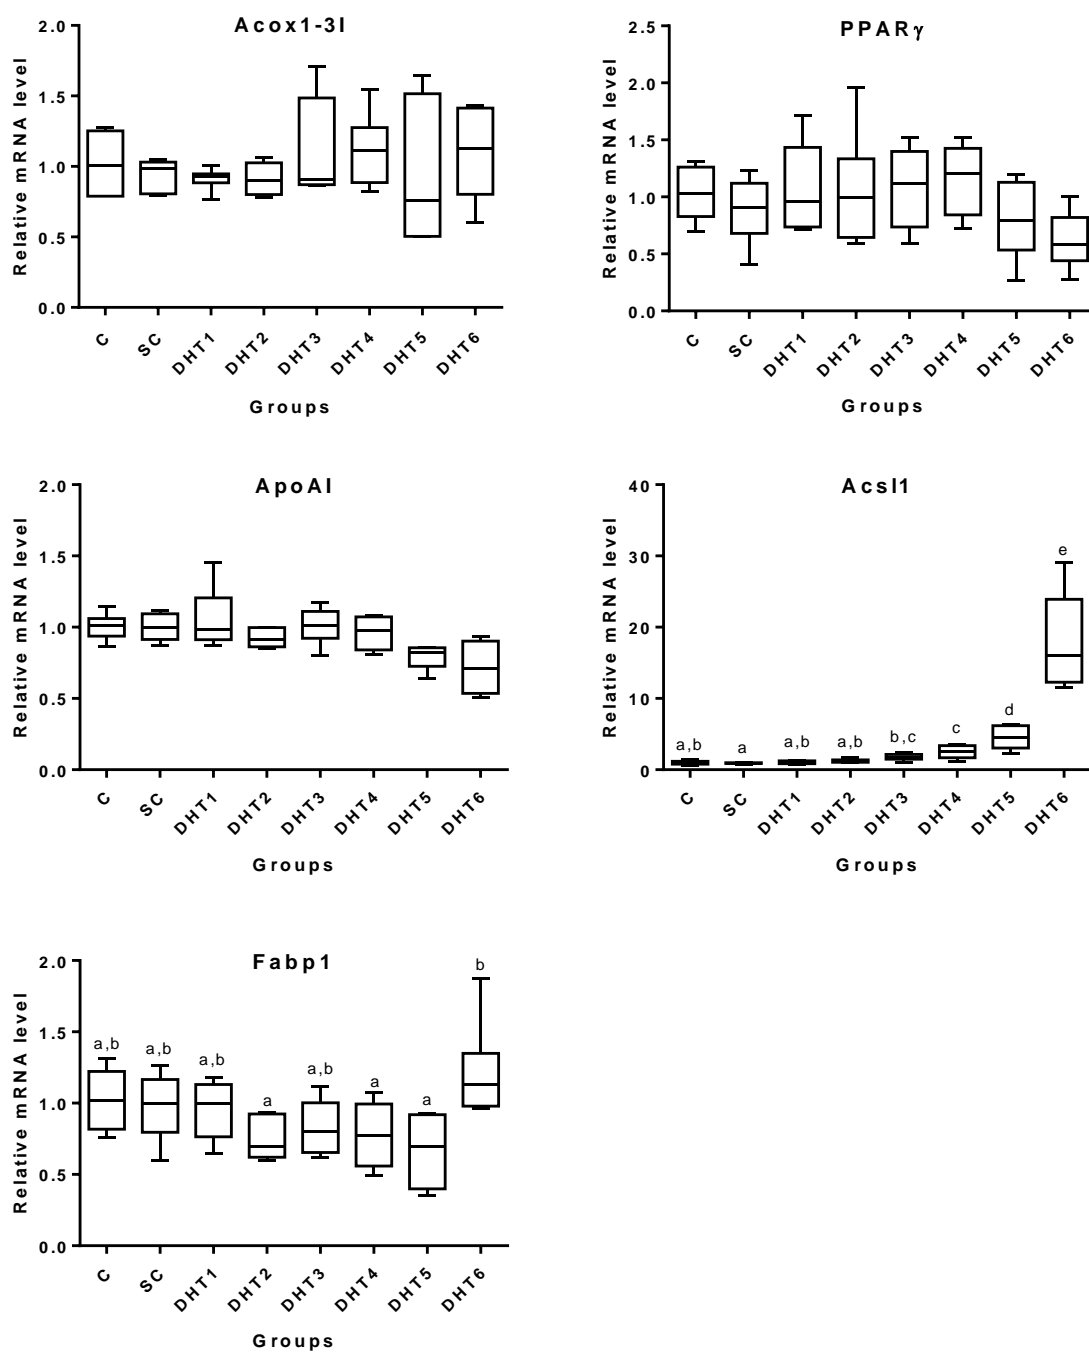 Acox1-3I
Relative mRNA level
2.0
1.5
1.0
0.5
0.0
C SC DHT1 DHT2 DHT3 DHT4 DHT5 DHT6
Groups
PPARγ
Relative mRNA level
2.5
2.0
1.5
1.0
0.5
0.0
C SC DHT1 DHT2 DHT3 DHT4 DHT5 DHT6
Groups
ApoAI
Relative mRNA level
2.0
1.5
1.0
0.5
0.0
C SC DHT1 DHT2 DHT3 DHT4 DHT5 DHT6
Groups
Acsl1
Relative mRNA level
40
30
20
10
0
a,b a a,b a,b b,c c d e
C SC DHT1 DHT2 DHT3 DHT4 DHT5 DHT6
Groups
Fabp1
Relative mRNA level
2.0
1.5
1.0
0.5
0.0
a,b a,b a,b a a,b a a b
C SC DHT1 DHT2 DHT3 DHT4 DHT5 DHT6
Groups